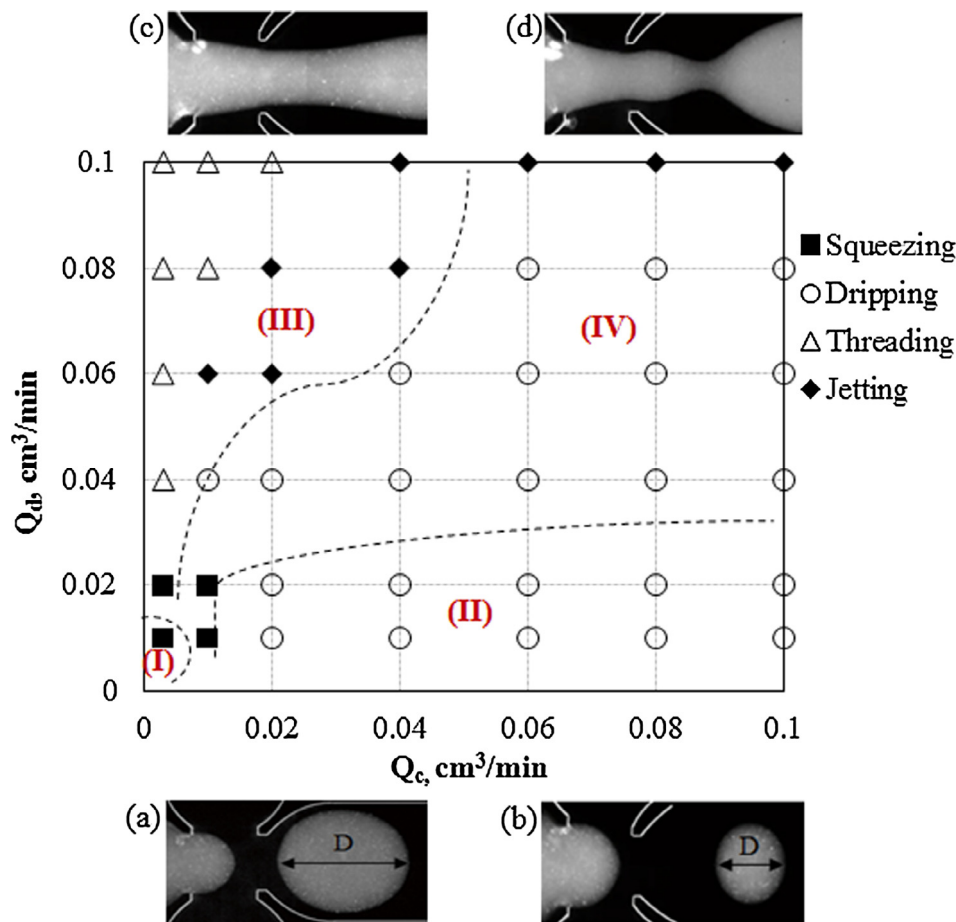 (c)
(d)
0.1
0.08
0.06
0.04
0.02
0
Q_d, cm³/min
(III)
(IV)
(II)
(I)
Squeezing
Dripping
Threading
Jetting
0 0.02 0.04 0.06 0.08 0.1
Q_c, cm³/min
(a)
D
(b)
D